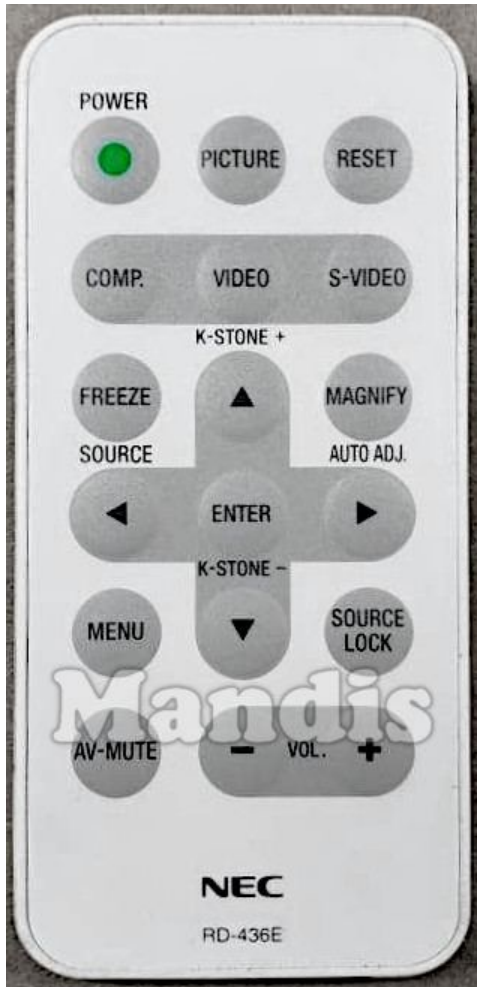 POWER
PICTURE RESET
COMP. VIDEO S-VIDEO
K-STONE +
FREEZE MAGNIFY
SOURCE AUTO ADJ.
ENTER
K-STONE −
MENU SOURCE
LOCK
Mandis
AV-MUTE − VOL. +
NEC
RD-436E